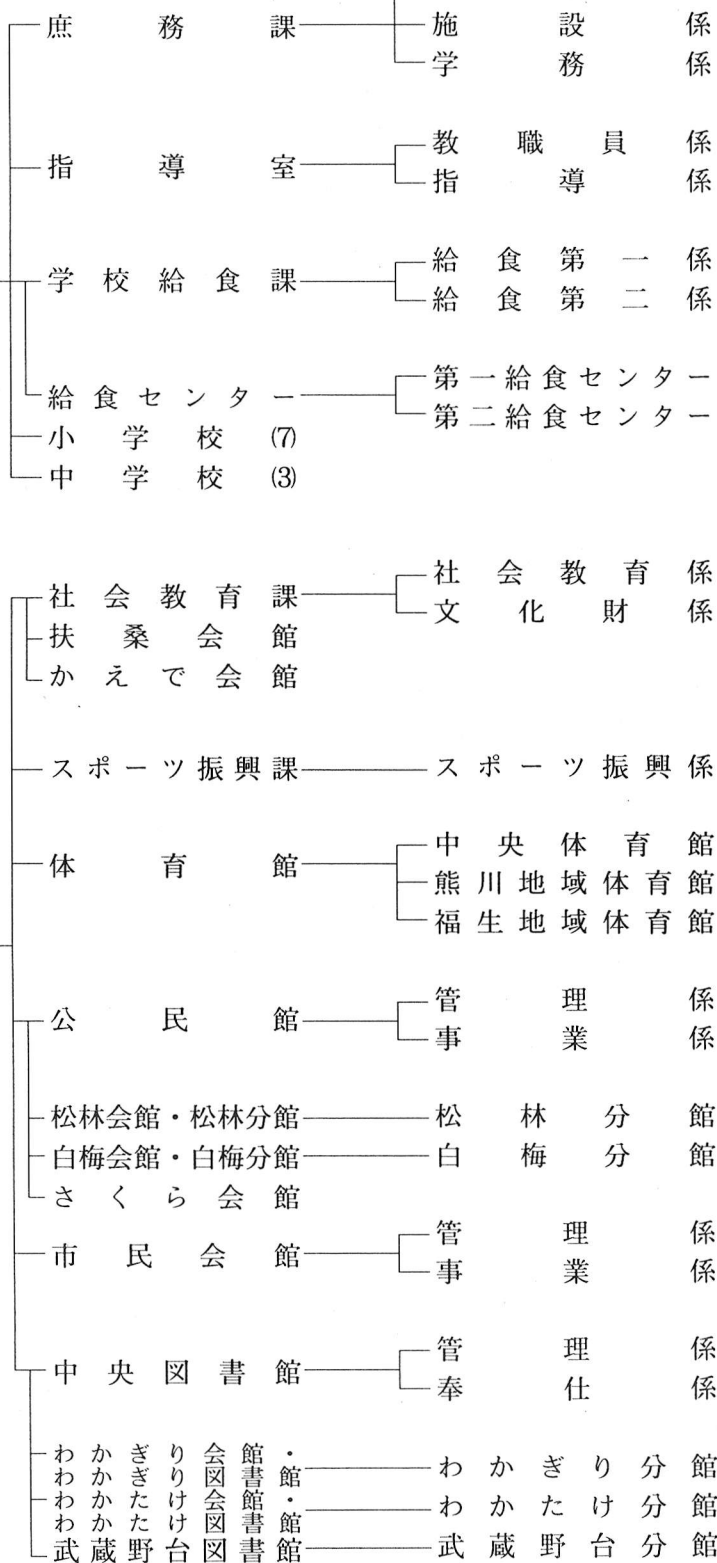 庶務課 施設係
学務係
指導室 教職員係
指導係
学校給食課 給食第一係
給食第二係
給食センター 第一給食センター
第二給食センター
小学校 (7)
中学校 (3)
社会教育課 社会教育係
文化財係
扶桑会館
かえで会館
スポーツ振興課 スポーツ振興係
体育館 中央体育館
熊川地域体育館
福生地域体育館
公民館 管理係
事業係
松林会館・松林分館 松林分館
白梅会館・白梅分館 白梅分館
さくら会館
市民会館 管理係
事業係
中央図書館 管理係
奉仕係
わかぎり会館・
わかぎり図書館 わかぎり分館
わかたけ会館・
わかたけ図書館 わかたけ分館
武蔵野台図書館 武蔵野台分館